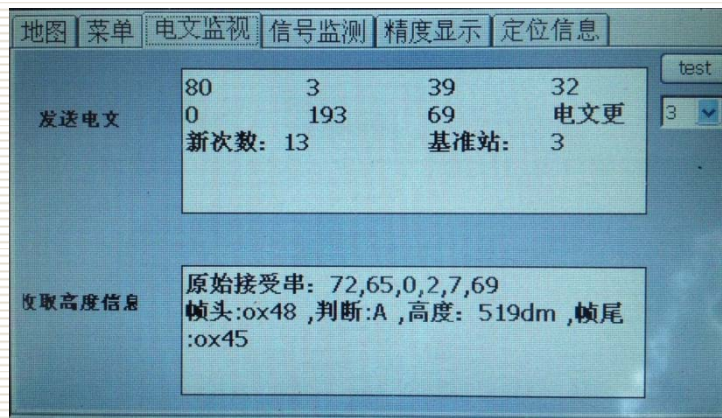 地图 菜单 电文监视 信号监测 精度显示 定位信息
test
发送电文
80 3 39 32
0 193 69 电文更
新次数: 13 基准站: 3
3
收取高度信息
原始接受串: 72,65,0,2,7,69
帧头:ox48 ,判断:A ,高度: 519dm ,帧尾
:ox45